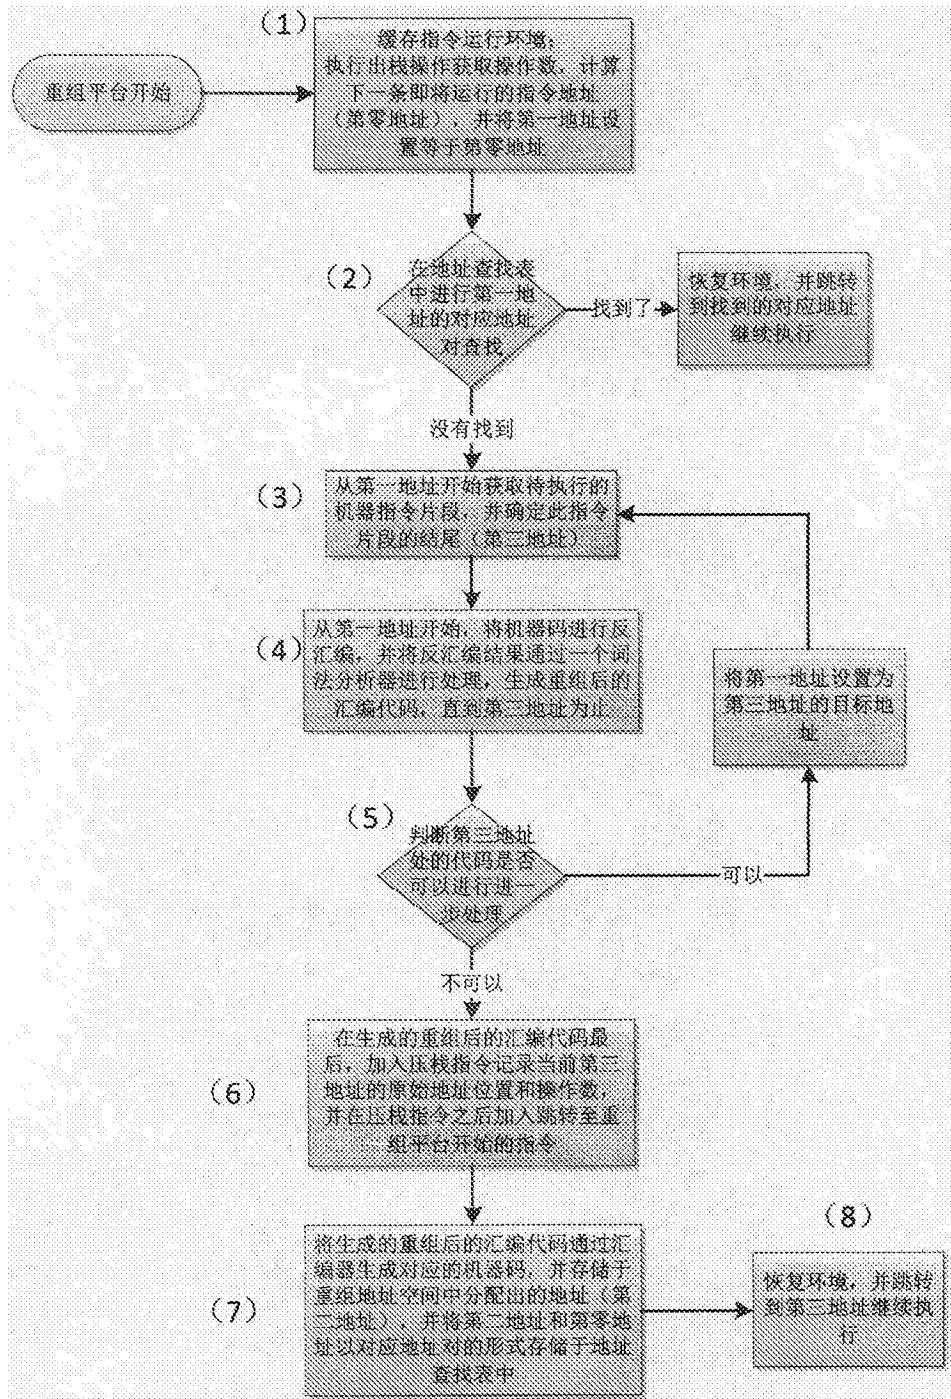 (1)
缓存指令运行环境;
执行出栈操作获取操作数，计算
下一条即将运行的指令地址
（第零地址），并将第一地址设
置等于第零地址
重组平台开始
(2)
在地址查找表
中进行第一地
址的对应地址
对查找
找到了
恢复环境，并跳转
到找到的对应地址
继续执行
没有找到
(3)
从第一地址开始获取待执行的
机器指令片段，并确定此指令
片段的结尾（第三地址）
(4)
从第一地址开始，将机器码进行反
汇编，并将反汇编结果通过一个词
法分析器进行处理，生成重组后的
汇编代码，直到第三地址为止
将第一地址设置为
第三地址的目标地
址
(5)
判断第三地址
处的代码是否
可以进行进一
步处理
可以
不可以
(6)
在生成的重组后的汇编代码最
后，加入压栈指令记录当前第三
地址的原始地址位置和操作数，
并在压栈指令之后加入跳转至重
组平台开始的指令
(7)
将生成的重组后的汇编代码通过汇
编器生成对应的机器码，并存储于
重组地址空间中分配出的地址（第
二地址），并将第二地址和第零地
址以对应地址对的形式存储于地址
查找表中
(8)
恢复环境，并跳转
到第二地址继续执
行